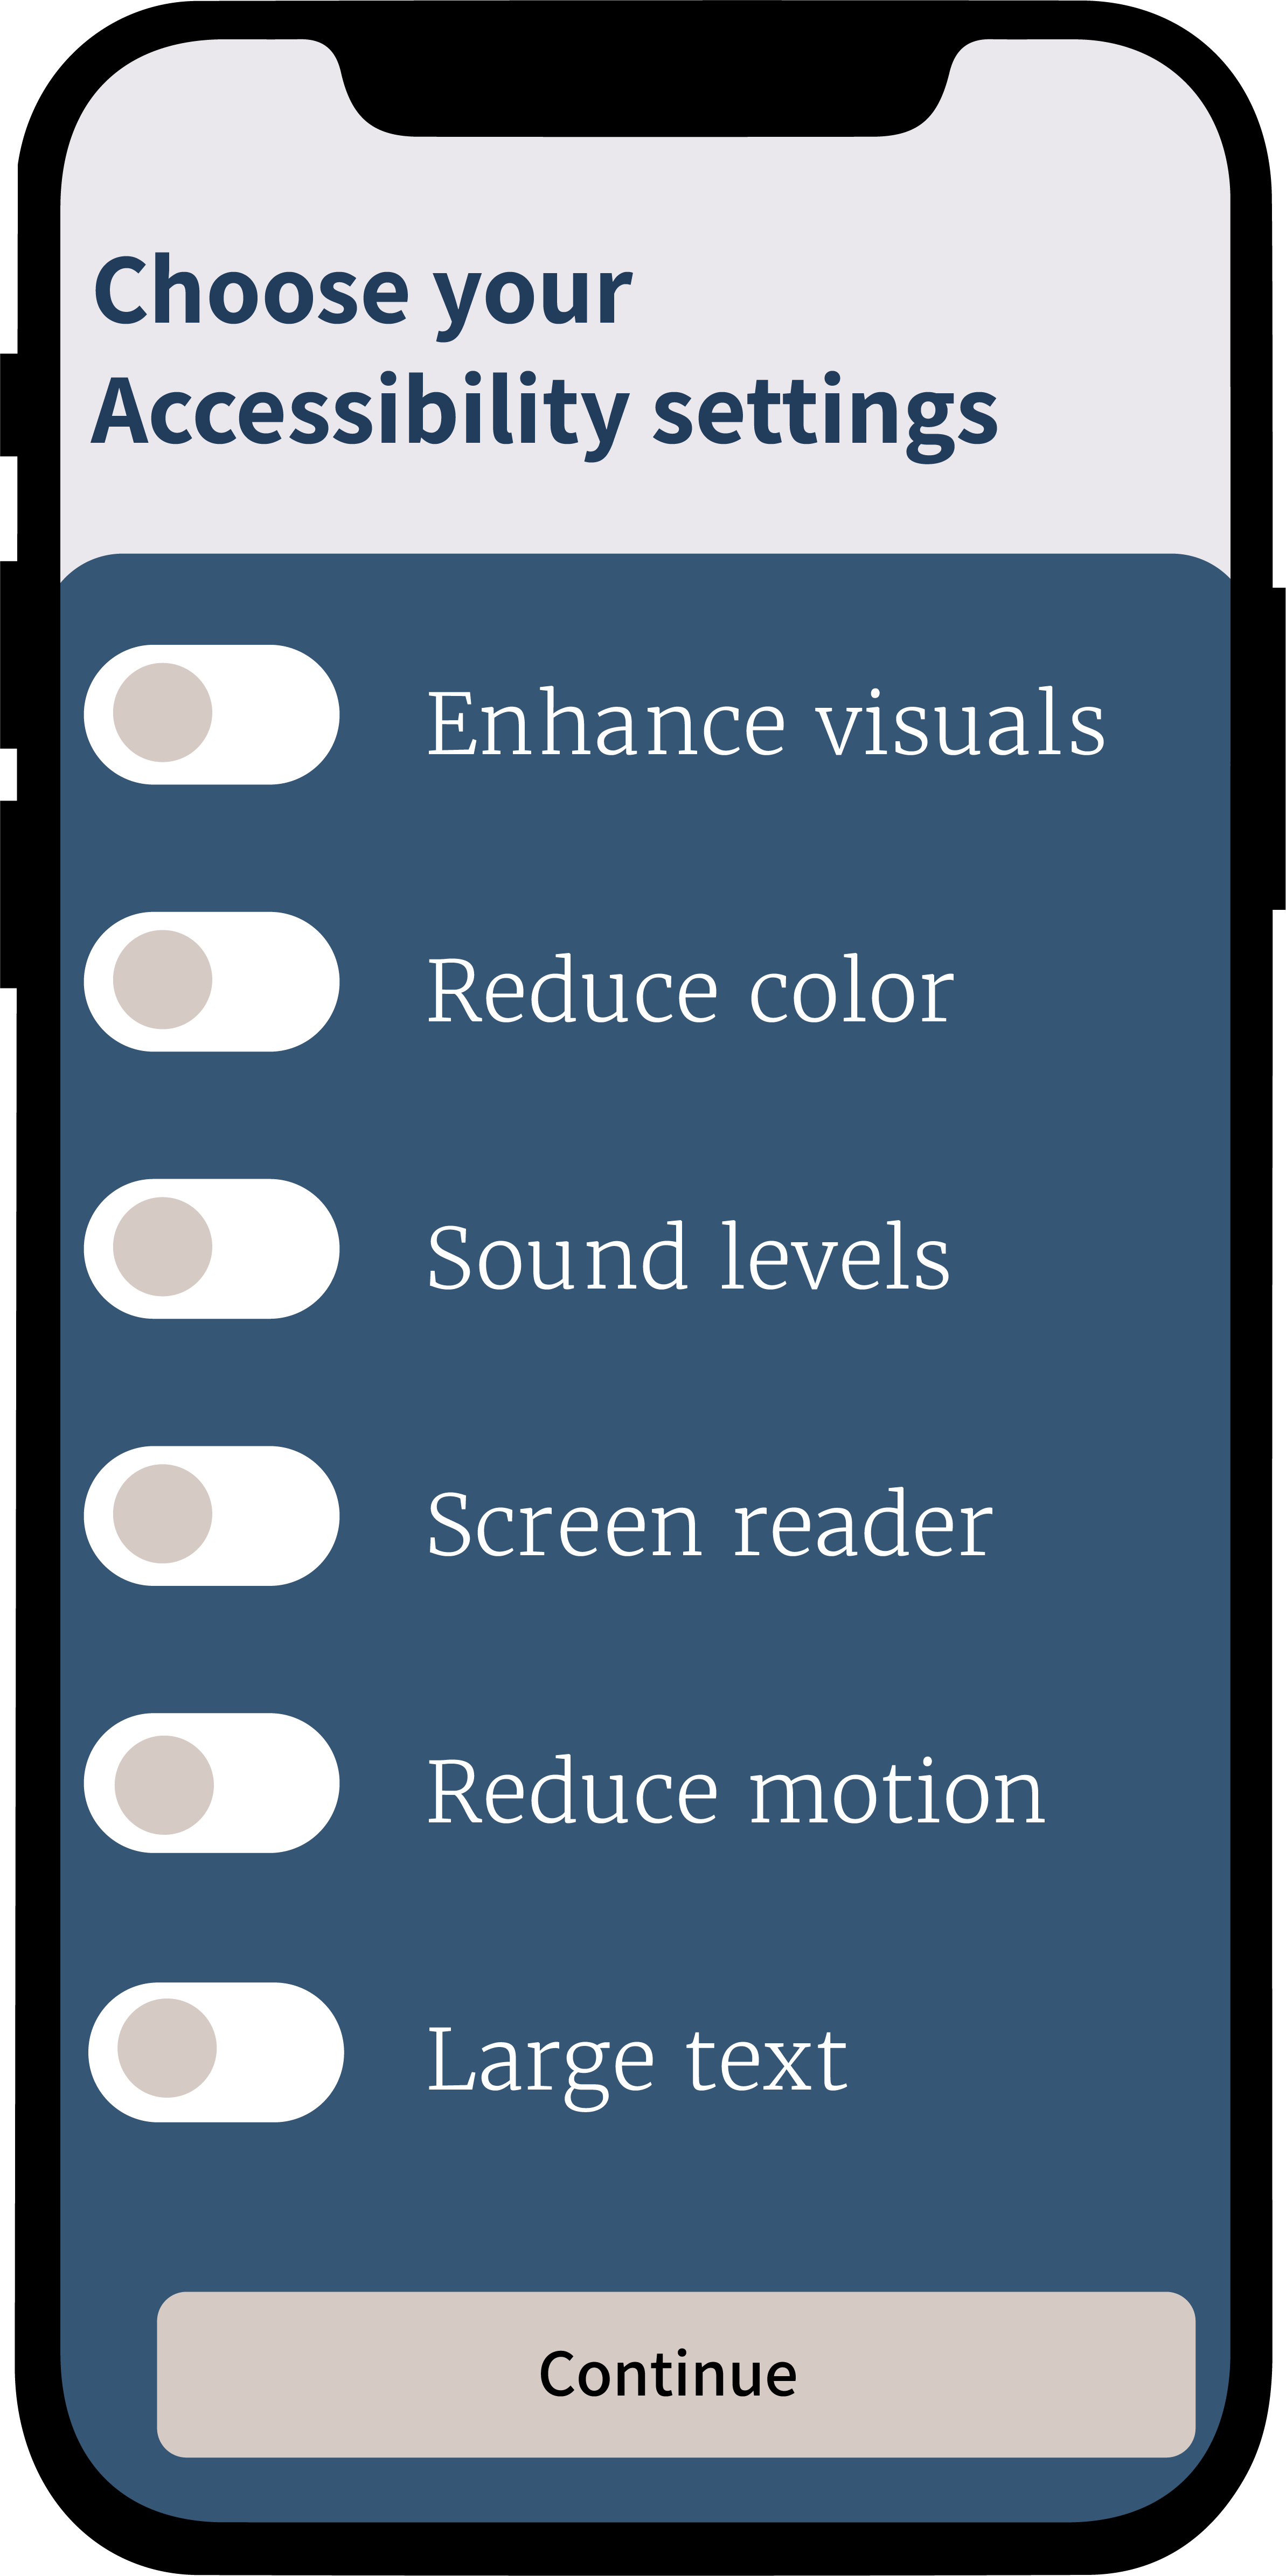 Choose your
Accessibility settings
Enhance visuals
Reduce color
Sound levels
Screen reader
Reduce motion
Large text
Continue